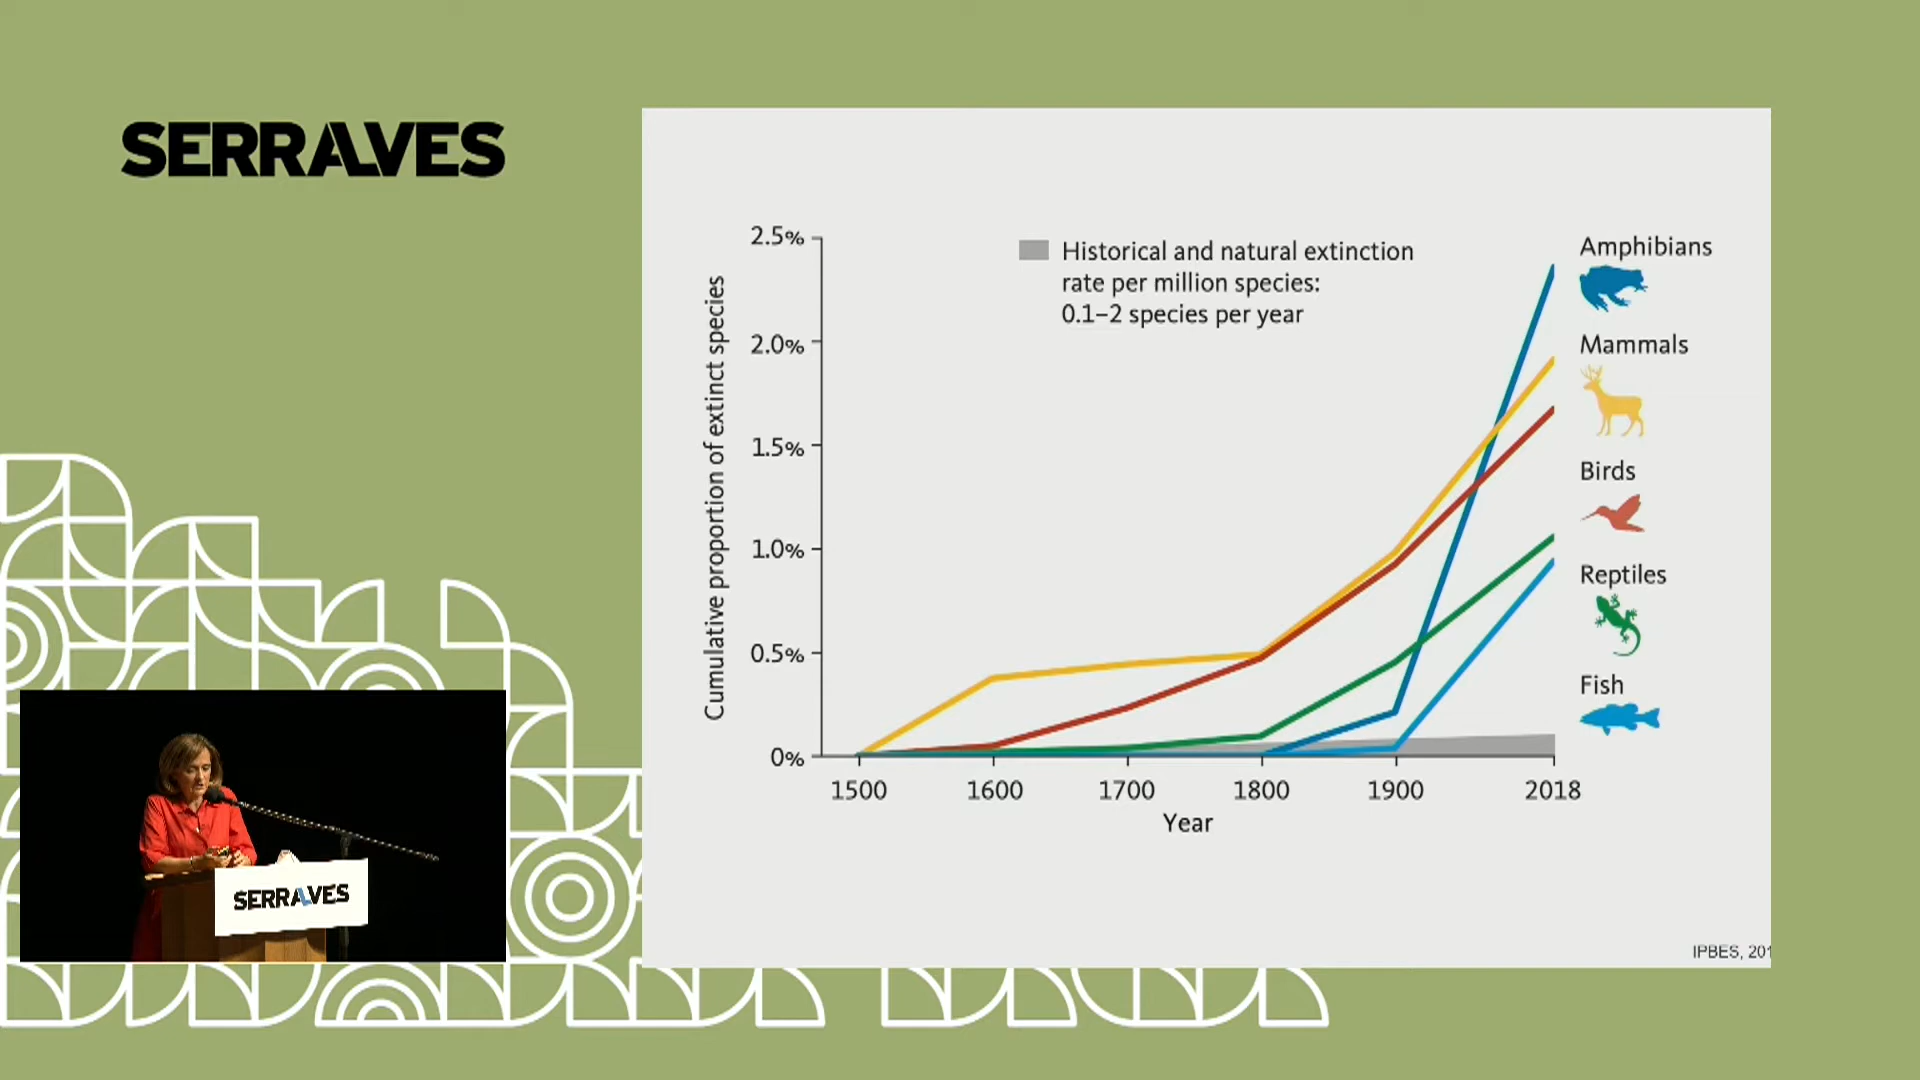 SERRALVES
2.5%
2.0%
1.5%
1.0%
0.5%
0%
Cumulative proportion of extinct species
Historical and natural extinction
rate per million species:
0.1–2 species per year
Amphibians
Mammals
Birds
Reptiles
Fish
1500 1600 1700 1800 1900 2018
Year
IPBES, 201
SERRALVES